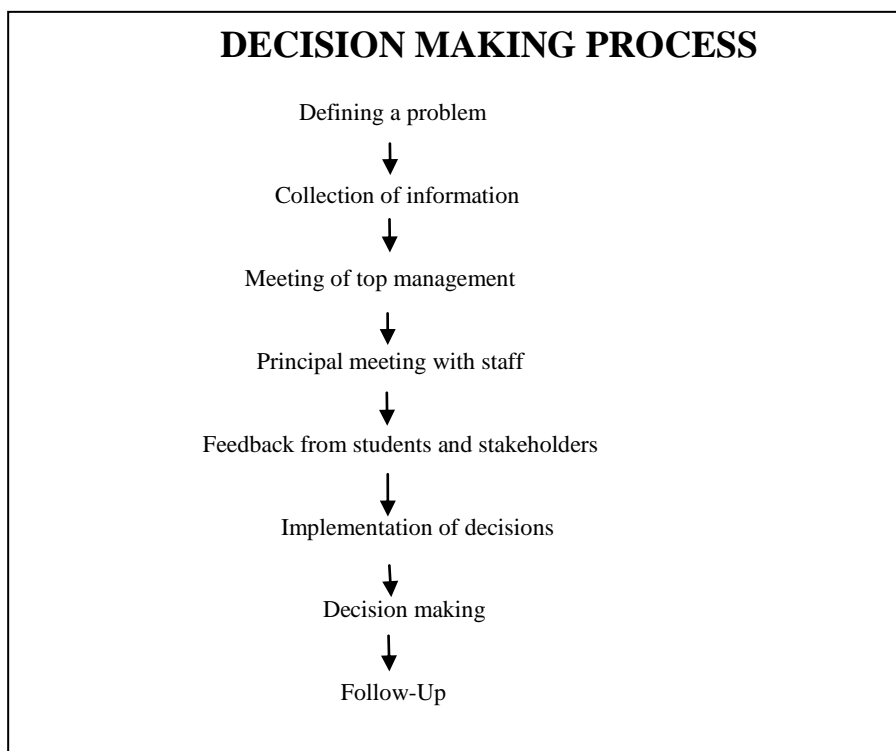 DECISION MAKING PROCESS
Defining a problem
Collection of information
Meeting of top management
Principal meeting with staff
Feedback from students and stakeholders
Implementation of decisions
Decision making
Follow-Up